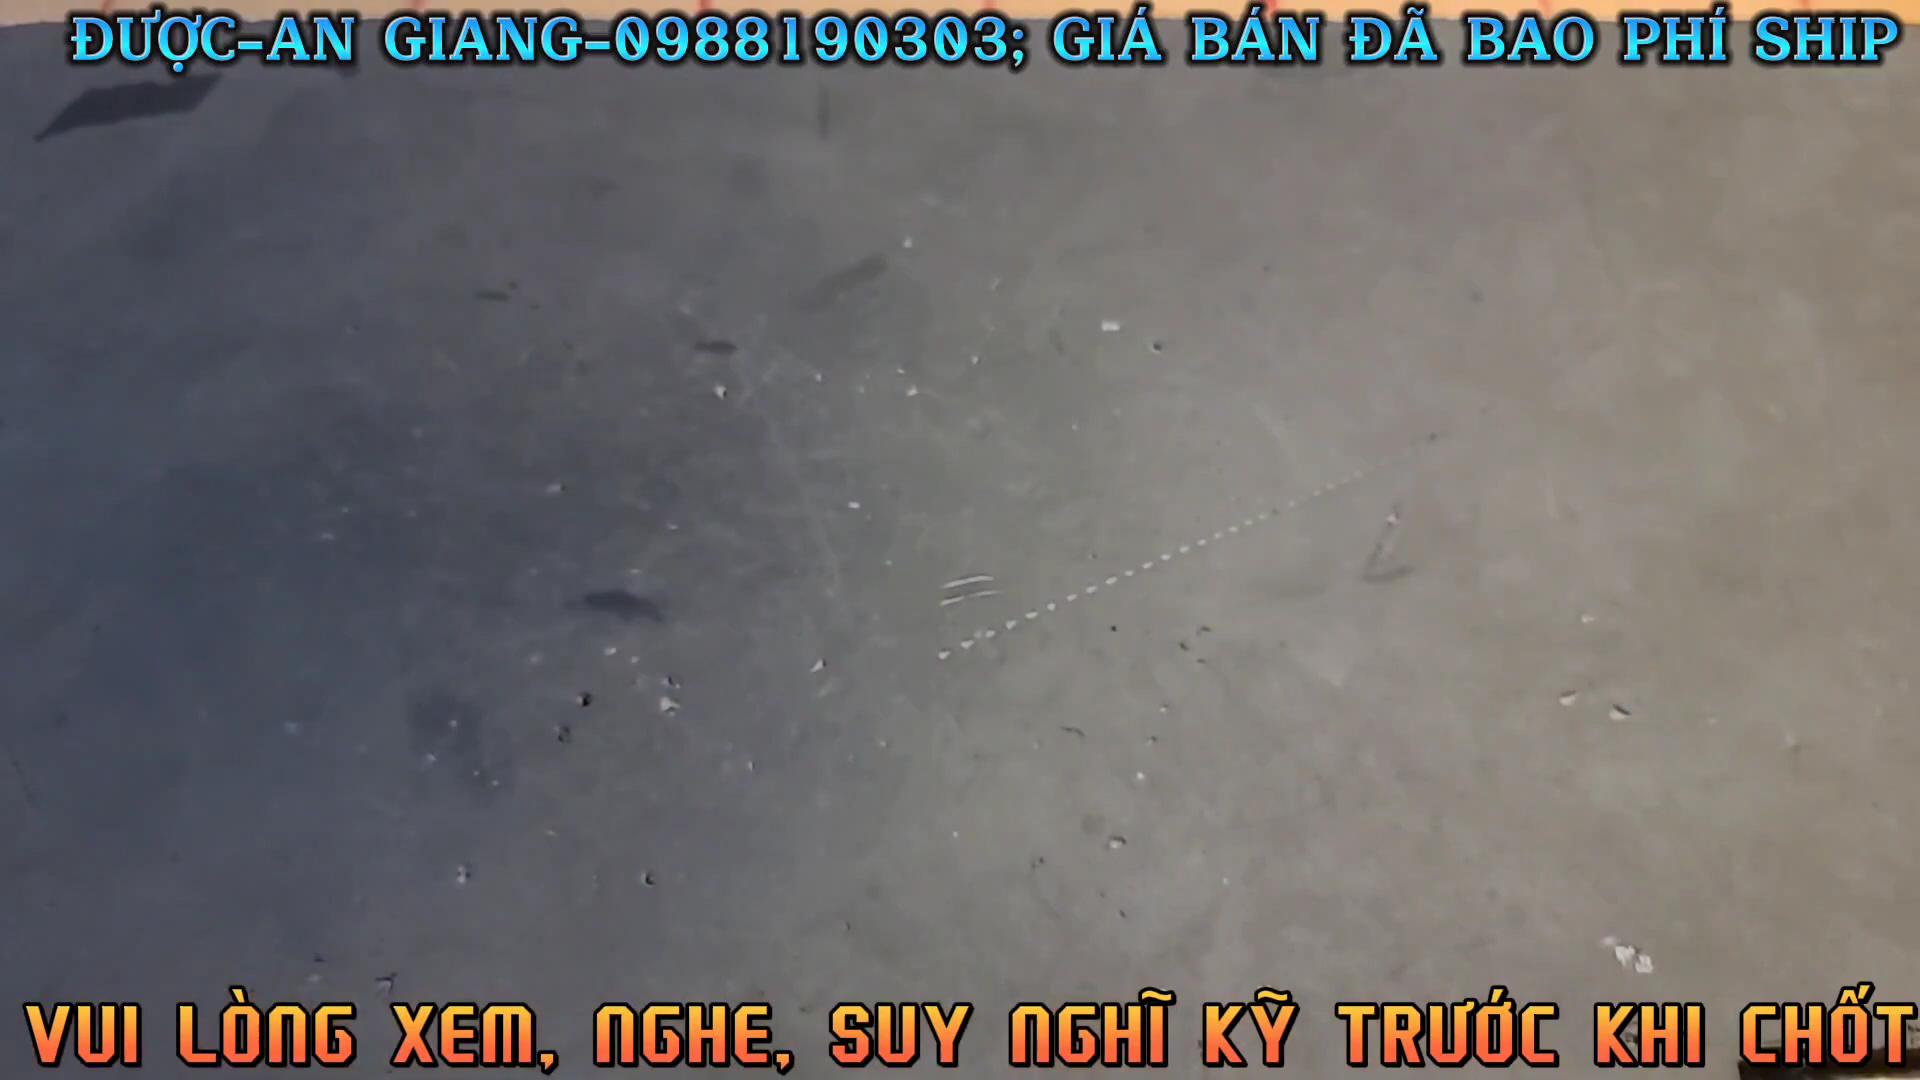 ĐƯỢC-AN GIANG-0988190303; GIÁ BÁN ĐÃ BAO PHÍ SHIP
VUI LÒNG XEM, NGHE, SUY NGHĨ KỸ TRƯỚC KHI CHỐT